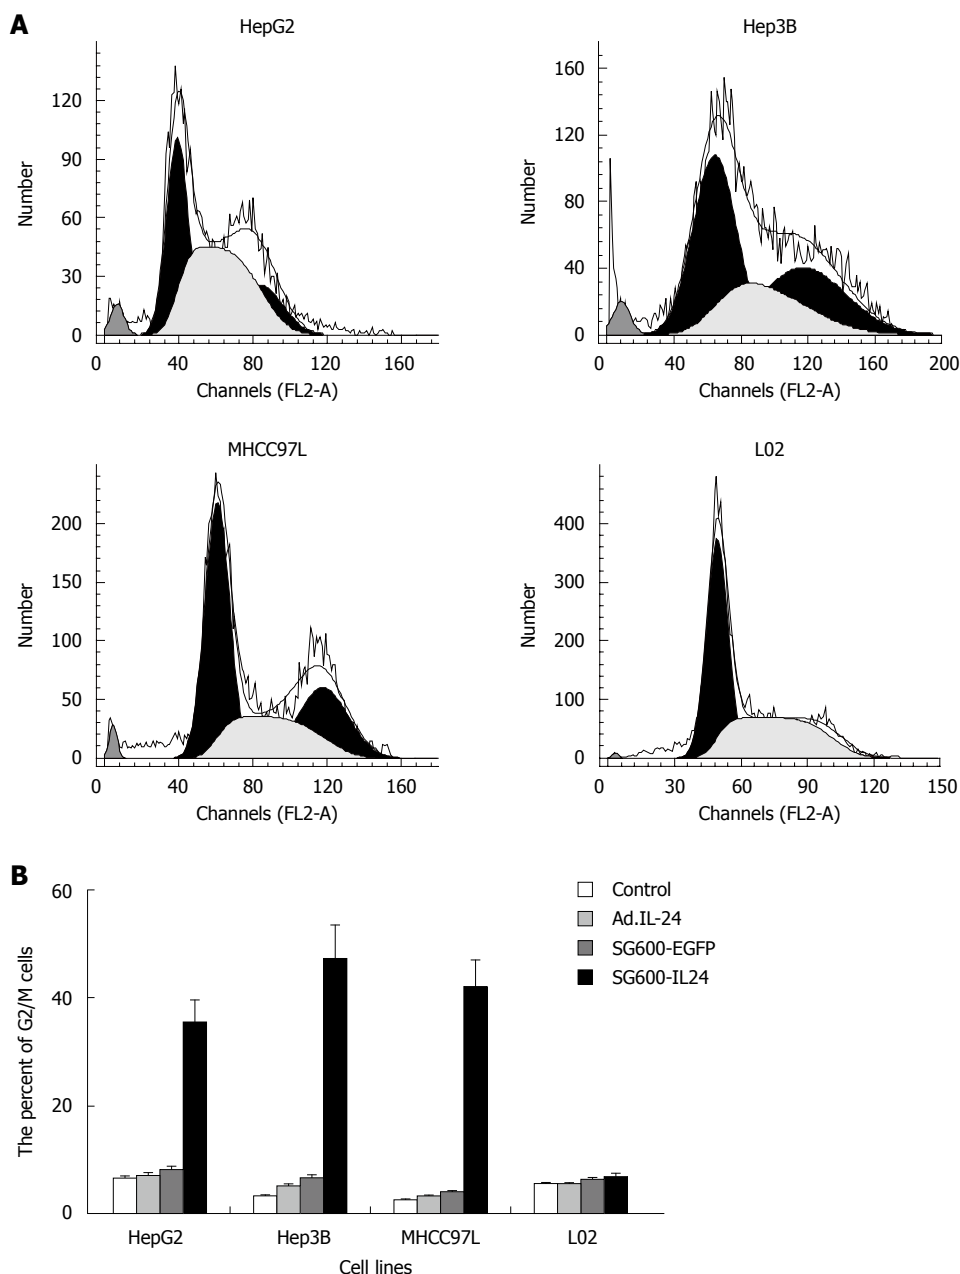 A
HepG2
Hep3B
120
90
60
30
0
Number
0 40 80 120 160
Channels (FL2-A)
160
120
80
40
0
Number
0 40 80 120 160 200
Channels (FL2-A)
MHCC97L
L02
200
150
100
50
0
Number
0 40 80 120 160
Channels (FL2-A)
400
300
200
100
0
Number
0 30 60 90 120 150
Channels (FL2-A)
B
60
40
20
0
The percent of G2/M cells
Control
Ad.IL-24
SG600-EGFP
SG600-IL24
HepG2 Hep3B MHCC97L L02
Cell lines